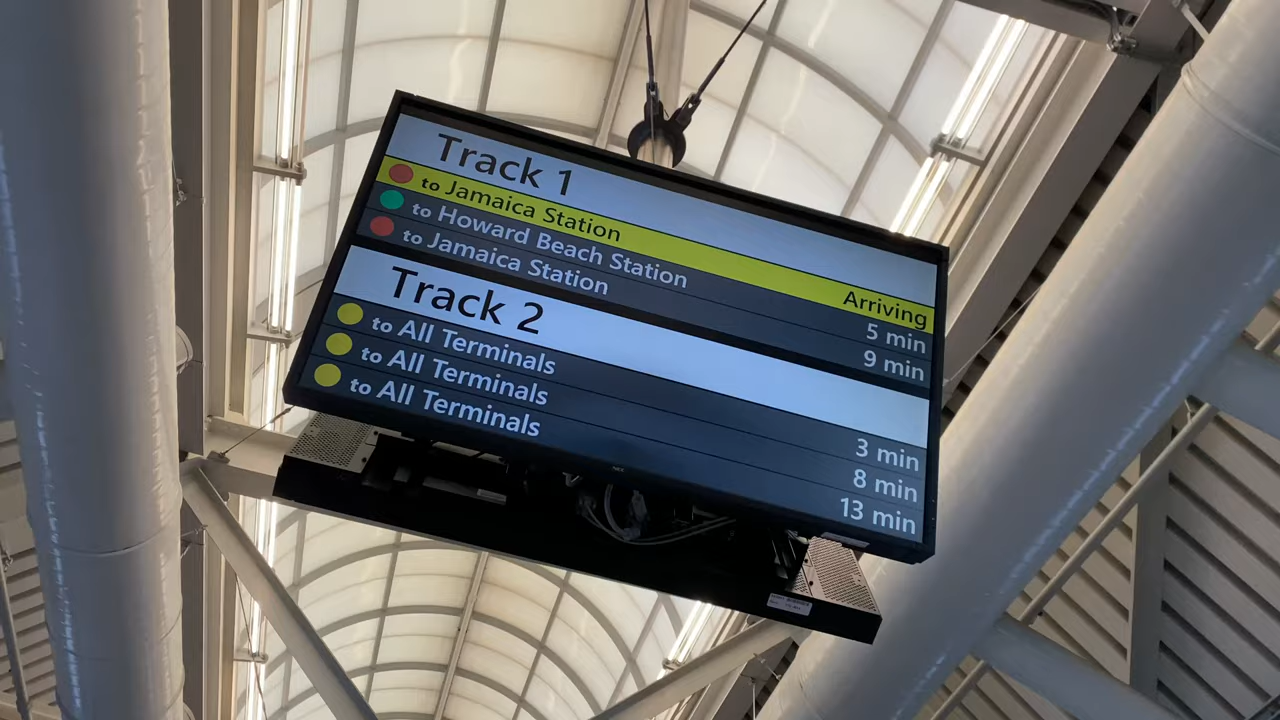 Track 1
to Jamaica Station Arriving
to Howard Beach Station 5 min
to Jamaica Station 9 min
Track 2
to All Terminals 3 min
to All Terminals 8 min
to All Terminals 13 min
NEC